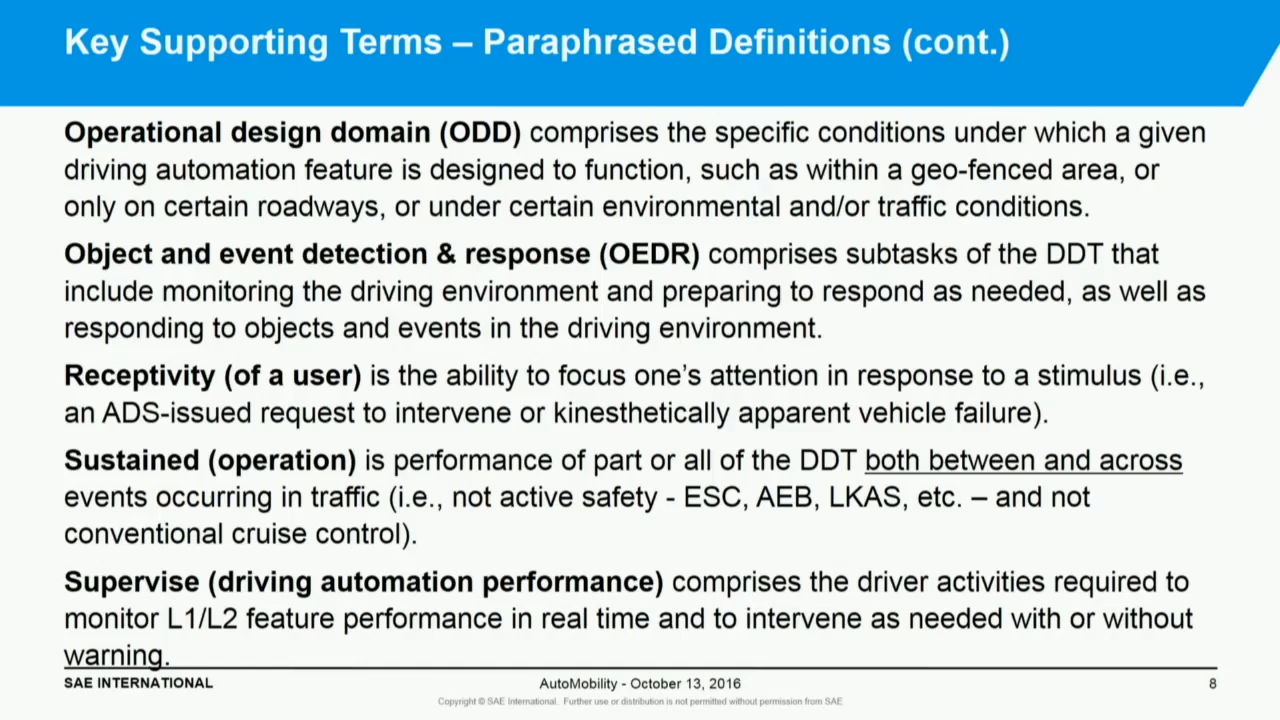 Key Supporting Terms – Paraphrased Definitions (cont.)
Operational design domain (ODD) comprises the specific conditions under which a given
driving automation feature is designed to function, such as within a geo-fenced area, or
only on certain roadways, or under certain environmental and/or traffic conditions.
Object and event detection & response (OEDR) comprises subtasks of the DDT that
include monitoring the driving environment and preparing to respond as needed, as well as
responding to objects and events in the driving environment.
Receptivity (of a user) is the ability to focus one’s attention in response to a stimulus (i.e.,
an ADS-issued request to intervene or kinesthetically apparent vehicle failure).
Sustained (operation) is performance of part or all of the DDT both between and across
events occurring in traffic (i.e., not active safety - ESC, AEB, LKAS, etc. – and not
conventional cruise control).
Supervise (driving automation performance) comprises the driver activities required to
monitor L1/L2 feature performance in real time and to intervene as needed with or without
warning.
SAE INTERNATIONAL AutoMobility - October 13, 2016 8
Copyright © SAE International. Further use or distribution is not permitted without permission from SAE